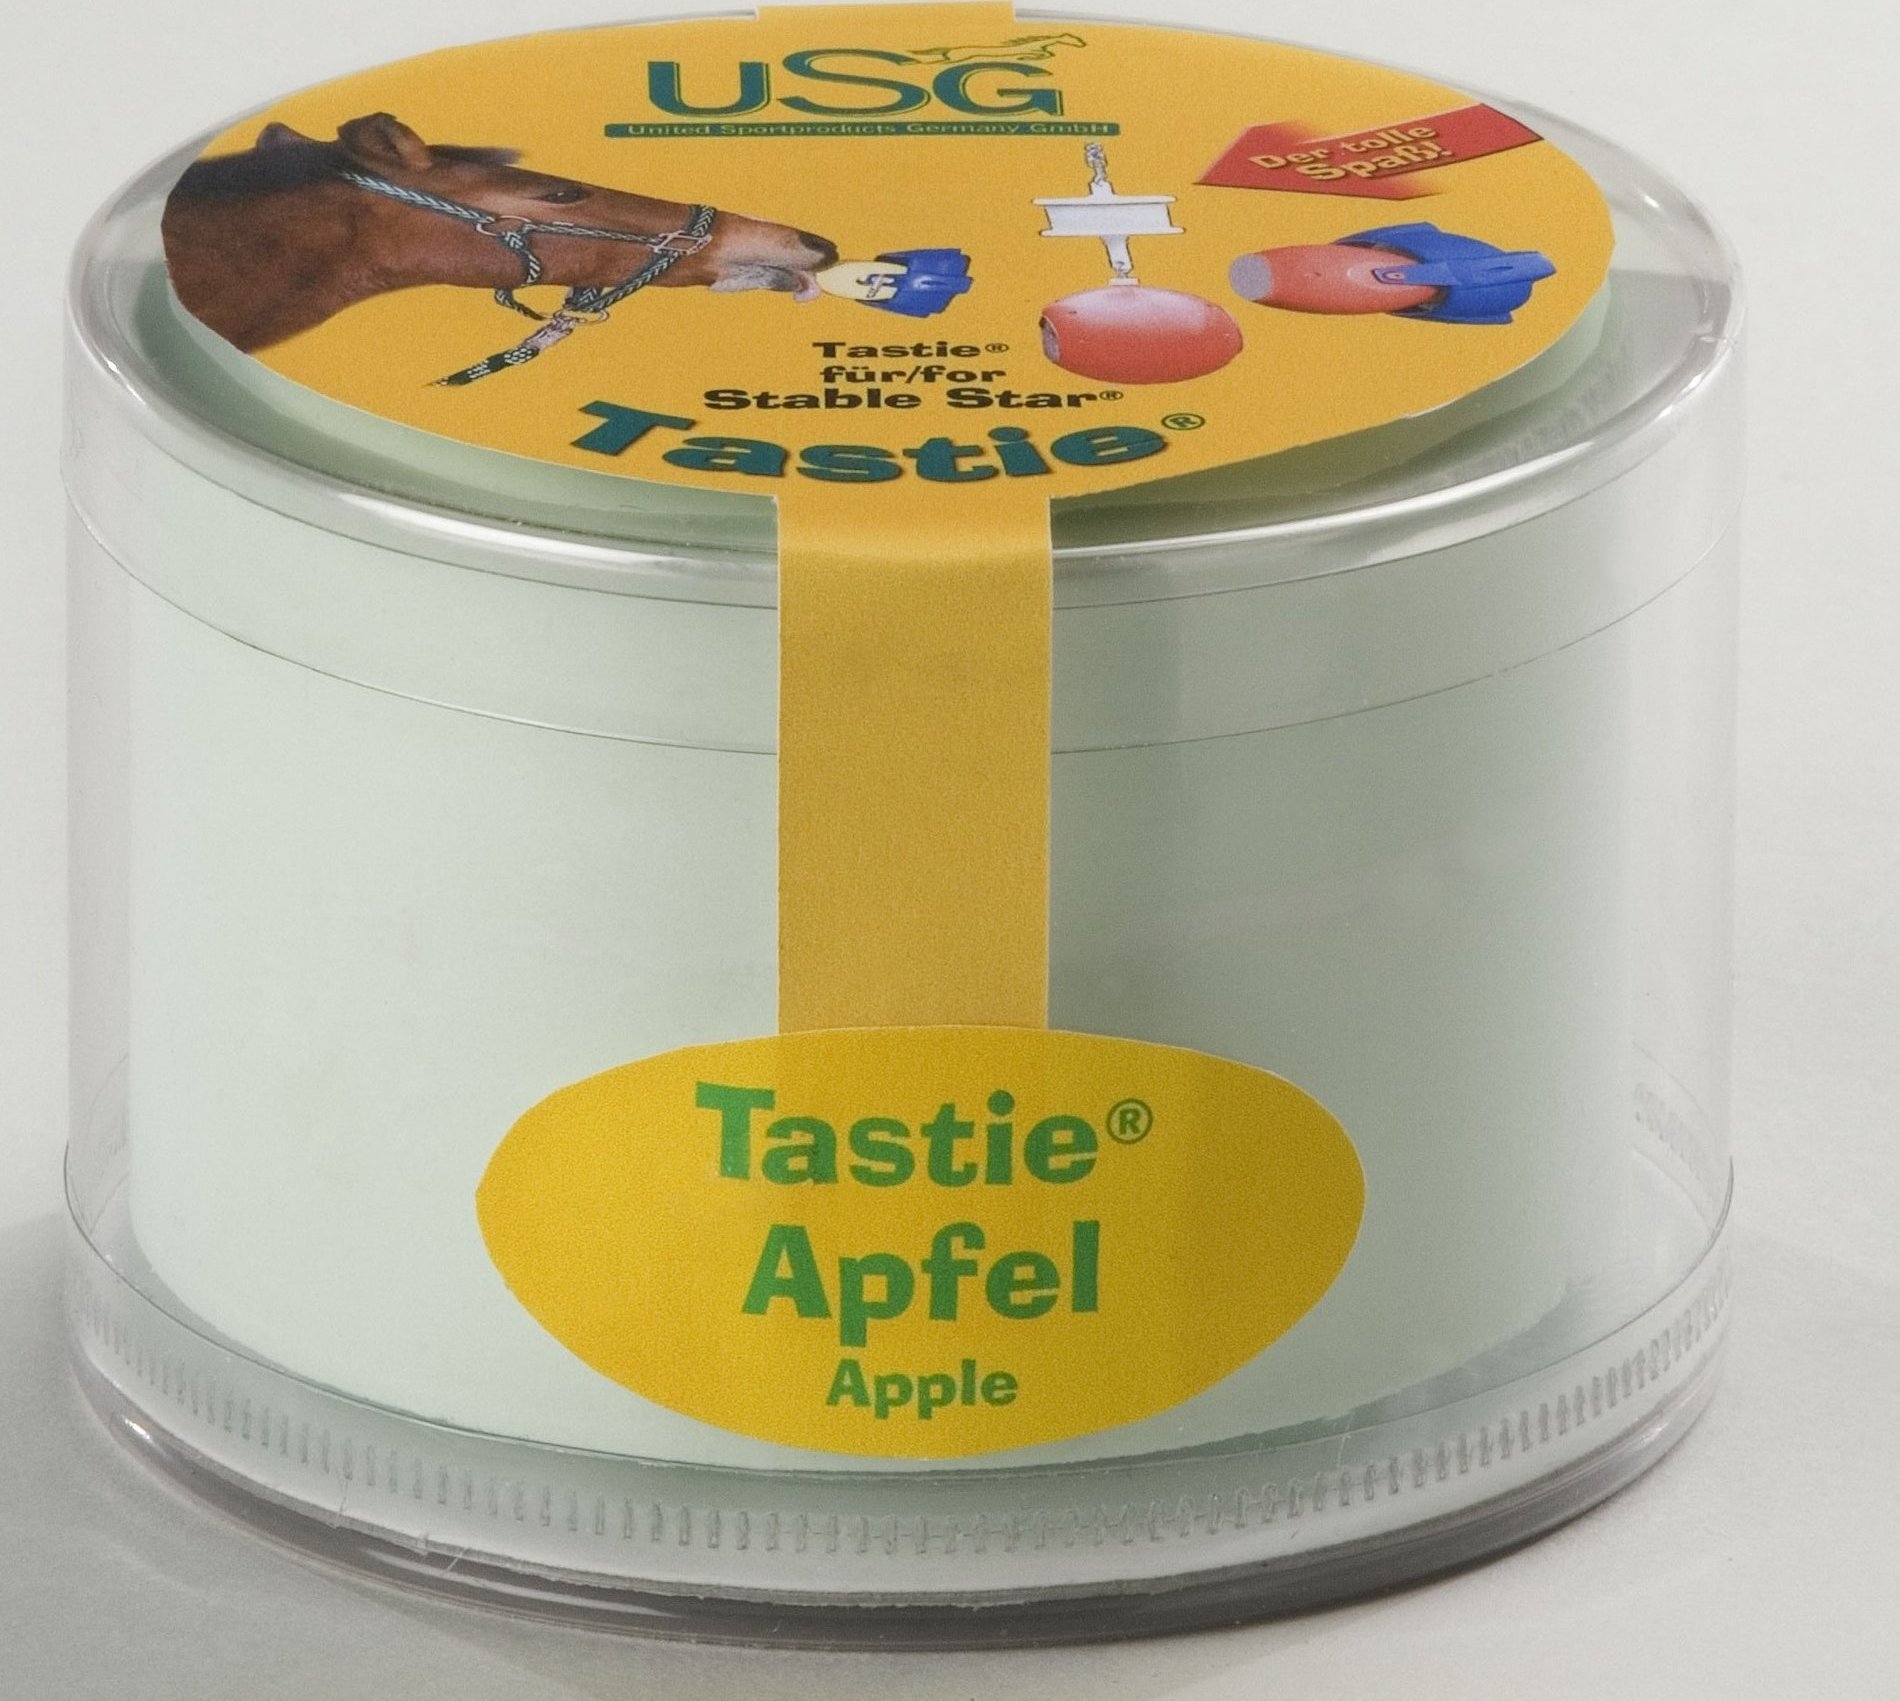 USG
United Sportproducts Germany GmbH
Der tolle
Spaß!
Tastie®
für/for
Stable Star®
Tastie®
Tastie®
Apfel
Apple